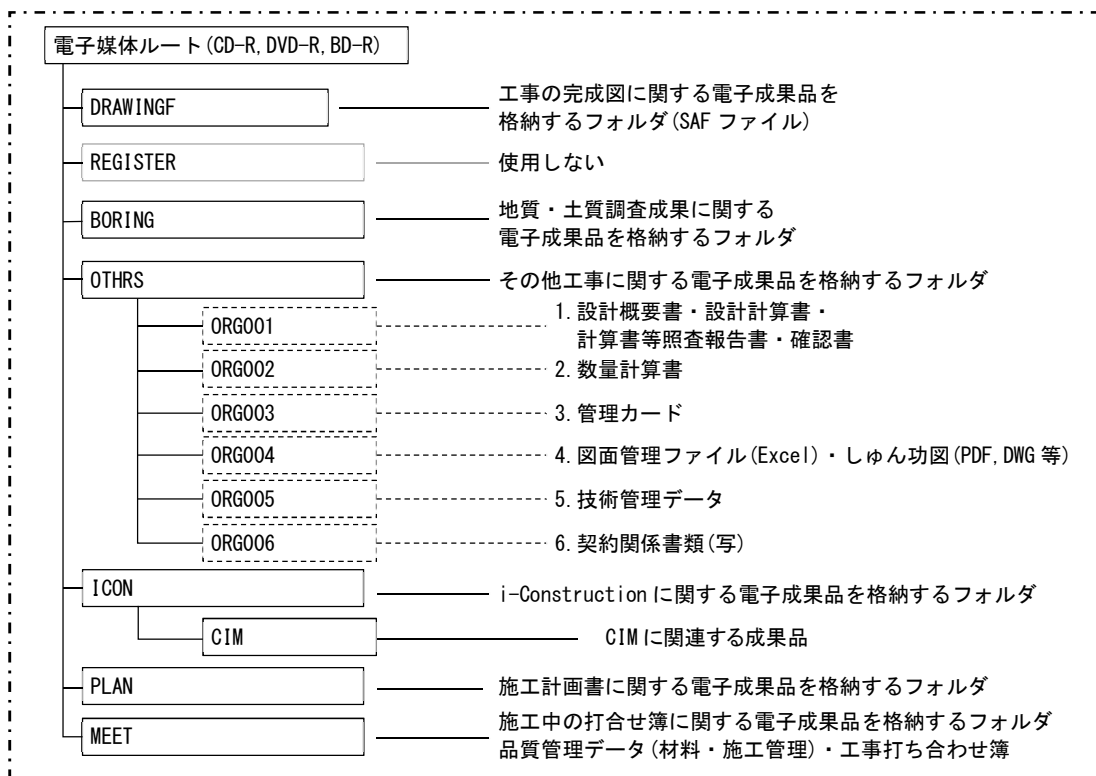 電子媒体ルート(CD-R,DVD-R,BD-R)
DRAWINGF
工事の完成図に関する電子成果品を
格納するフォルダ(SAF ファイル)
REGISTER
使用しない
BORING
地質・土質調査成果に関する
電子成果品を格納するフォルダ
OTHRS
その他工事に関する電子成果品を格納するフォルダ
ORG001
1.設計概要書・設計計算書・
計算書等照査報告書・確認書
ORG002
2.数量計算書
ORG003
3.管理カード
ORG004
4.図面管理ファイル(Excel)・しゅん功図(PDF,DWG 等)
ORG005
5.技術管理データ
ORG006
6.契約関係書類(写)
ICON
i-Construction に関する電子成果品を格納するフォルダ
CIM
CIM に関連する成果品
PLAN
施工計画書に関する電子成果品を格納するフォルダ
MEET
施工中の打合せ簿に関する電子成果品を格納するフォルダ
品質管理データ(材料・施工管理)・工事打ち合わせ簿